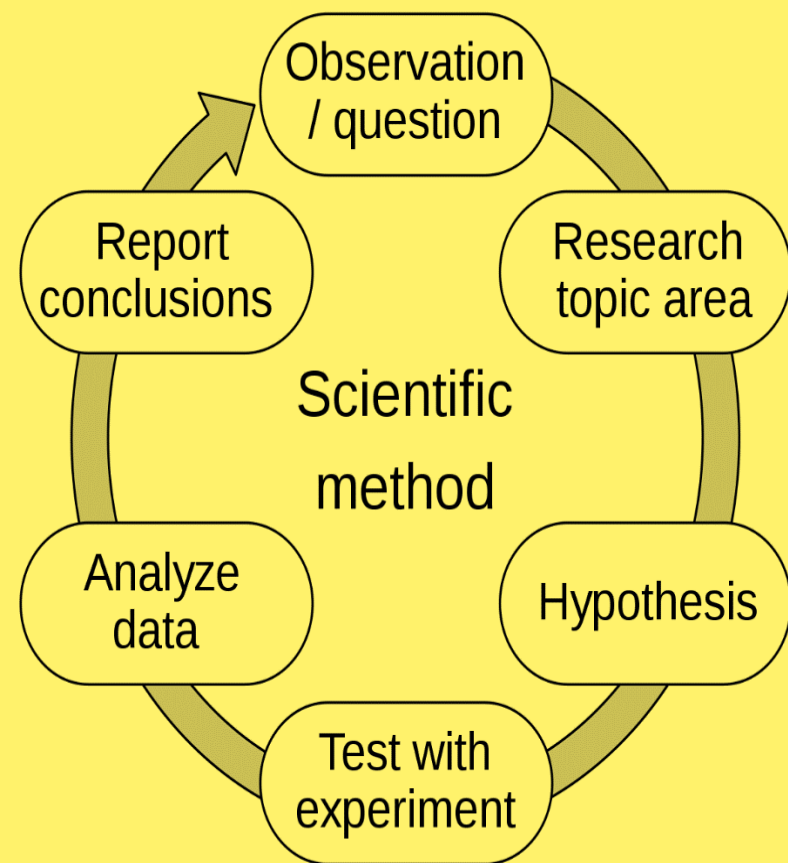 Observation
/ question
Research
topic area
Hypothesis
Test with
experiment
Analyze
data
Report
conclusions
Scientific
method